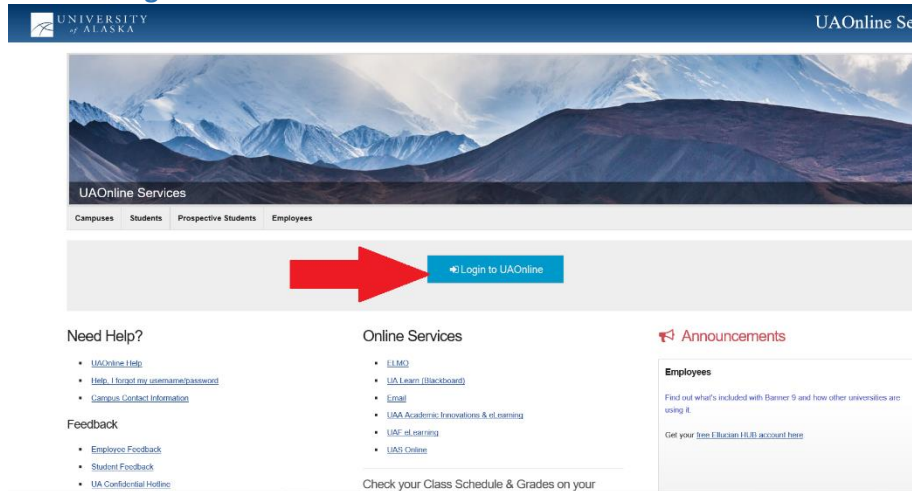 UNIVERSITY
of ALASKA
UAOnline Se
UAOnline Services
Campuses Students Prospective Students Employees
Login to UAOnline
Need Help?
UAOnline Help
Help, I forgot my username/password
Campus Contact Information
Feedback
Employee Feedback
Student Feedback
UA Confidential Hotline
Online Services
ELMO
UA Learn (Blackboard)
Email
UAA Academic Innovations & eLearning
UAF eLearning
UAS Online
Check your Class Schedule & Grades on your
Announcements
Employees
Find out what's included with Banner 9 and how other universities are
using it.
Get your free Ellucian HUB account here